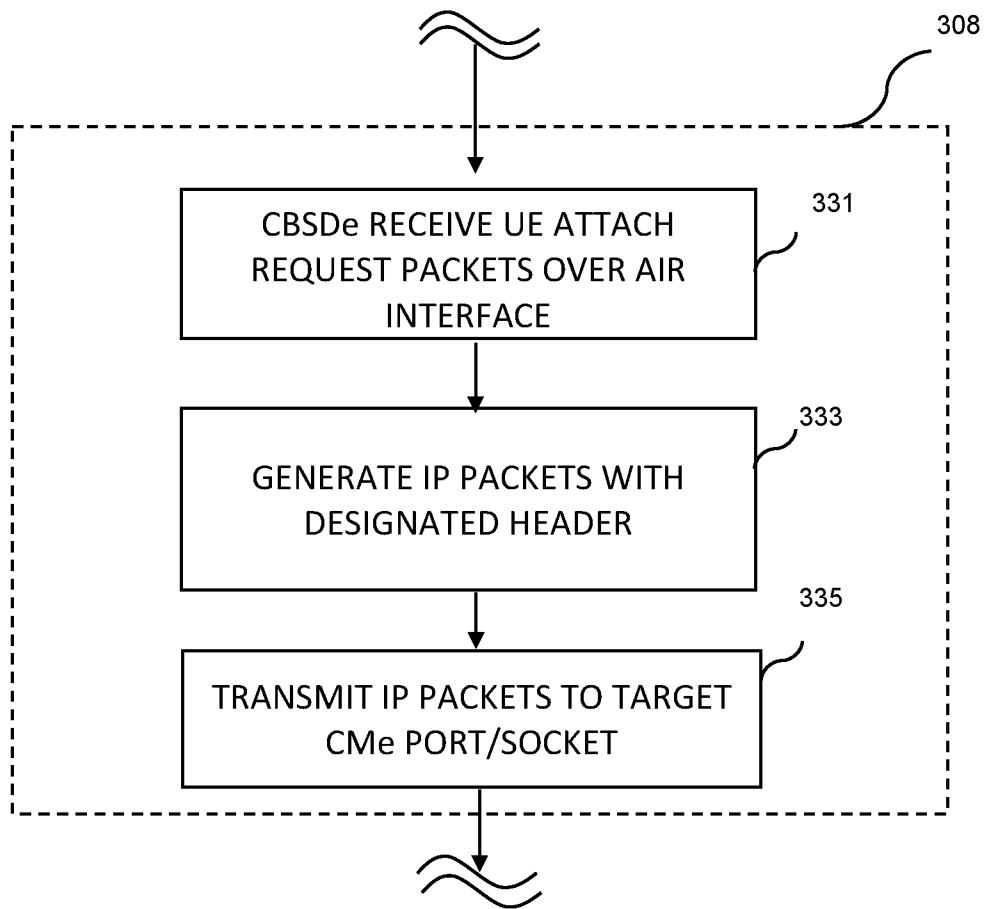 308
331
CBSDe RECEIVE UE ATTACH
REQUEST PACKETS OVER AIR
INTERFACE
333
GENERATE IP PACKETS WITH
DESIGNATED HEADER
335
TRANSMIT IP PACKETS TO TARGET
CMe PORT/SOCKET